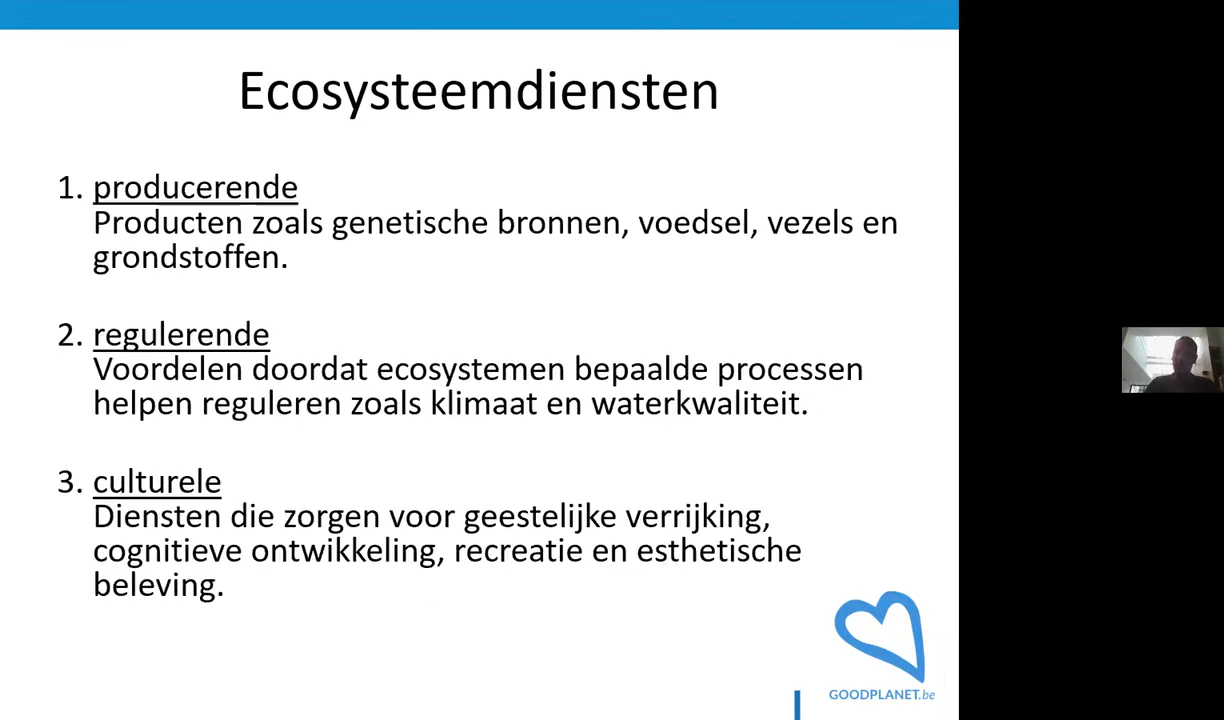 Ecosysteemdiensten
1. producerende
Producten zoals genetische bronnen, voedsel, vezels en
grondstoffen.
2. regulerende
Voordelen doordat ecosystemen bepaalde processen
helpen reguleren zoals klimaat en waterkwaliteit.
3. culturele
Diensten die zorgen voor geestelijke verrijking,
cognitieve ontwikkeling, recreatie en esthetische
beleving.
GOODPLANET.be